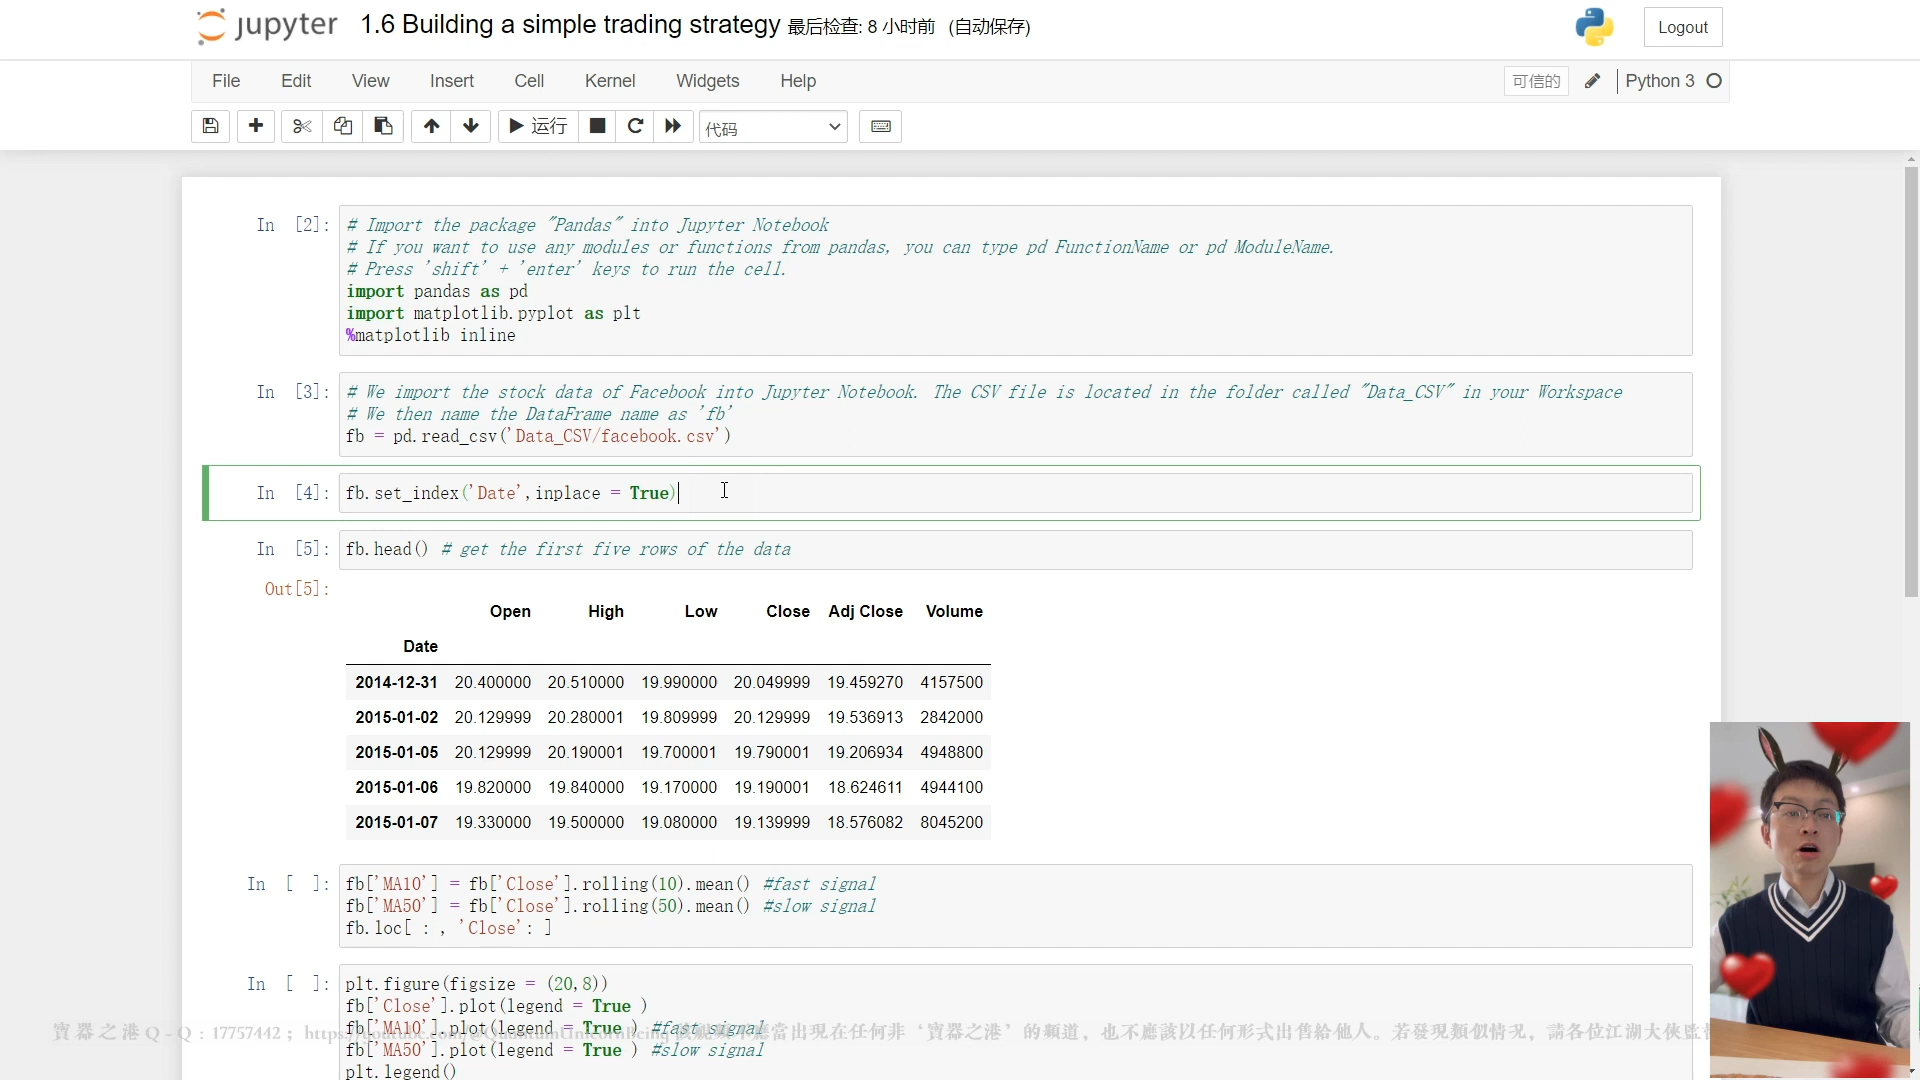 jupyter 1.6 Building a simple trading strategy 最后检查: 8 小时前 (自动保存) Logout
File Edit View Insert Cell Kernel Widgets Help 可信的 Python 3
运行 代码
In [2]:
# Import the package "Pandas" into Jupyter Notebook
# If you want to use any modules or functions from pandas, you can type pd FunctionName or pd ModuleName.
# Press 'shift' + 'enter' keys to run the cell.
import pandas as pd
import matplotlib.pyplot as plt
%matplotlib inline
In [3]:
# We import the stock data of Facebook into Jupyter Notebook. The CSV file is located in the folder called "Data_CSV" in your Workspace
# We then name the DataFrame name as 'fb'
fb = pd.read_csv('Data_CSV/facebook.csv')
In [4]: fb.set_index('Date',inplace = True)
In [5]: fb.head() # get the first five rows of the data
Out[5]:
Open High Low Close Adj Close Volume
Date
2014-12-31 20.400000 20.510000 19.990000 20.049999 19.459270 4157500
2015-01-02 20.129999 20.280001 19.809999 20.129999 19.536913 2842000
2015-01-05 20.129999 20.190001 19.700001 19.790001 19.206934 4948800
2015-01-06 19.820000 19.840000 19.170000 19.190001 18.624611 4944100
2015-01-07 19.330000 19.500000 19.080000 19.139999 18.576082 8045200
In [ ]:
fb['MA10'] = fb['Close'].rolling(10).mean() #fast signal
fb['MA50'] = fb['Close'].rolling(50).mean() #slow signal
fb.loc[ : , 'Close': ]
In [ ]:
plt.figure(figsize = (20,8))
fb['Close'].plot(legend = True )
fb['MA10'].plot(legend = True ) #fast signal
寶器之港Q-Q：17757442；
當出現在任何非‘寶器之港’的頻道，也不應該以任何形式出售給他人。若發現類似情況，請各位江湖大俠監
fb['MA50'].plot(legend = True ) #slow signal
plt.legend()